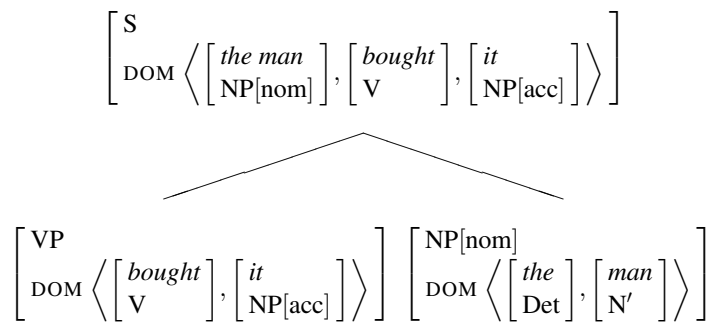 S
DOM ⟨[the man NP[nom]], [bought V], [it NP[acc]]⟩
VP
DOM ⟨[bought V], [it NP[acc]]⟩
NP[nom]
DOM ⟨[the Det], [man N′]⟩